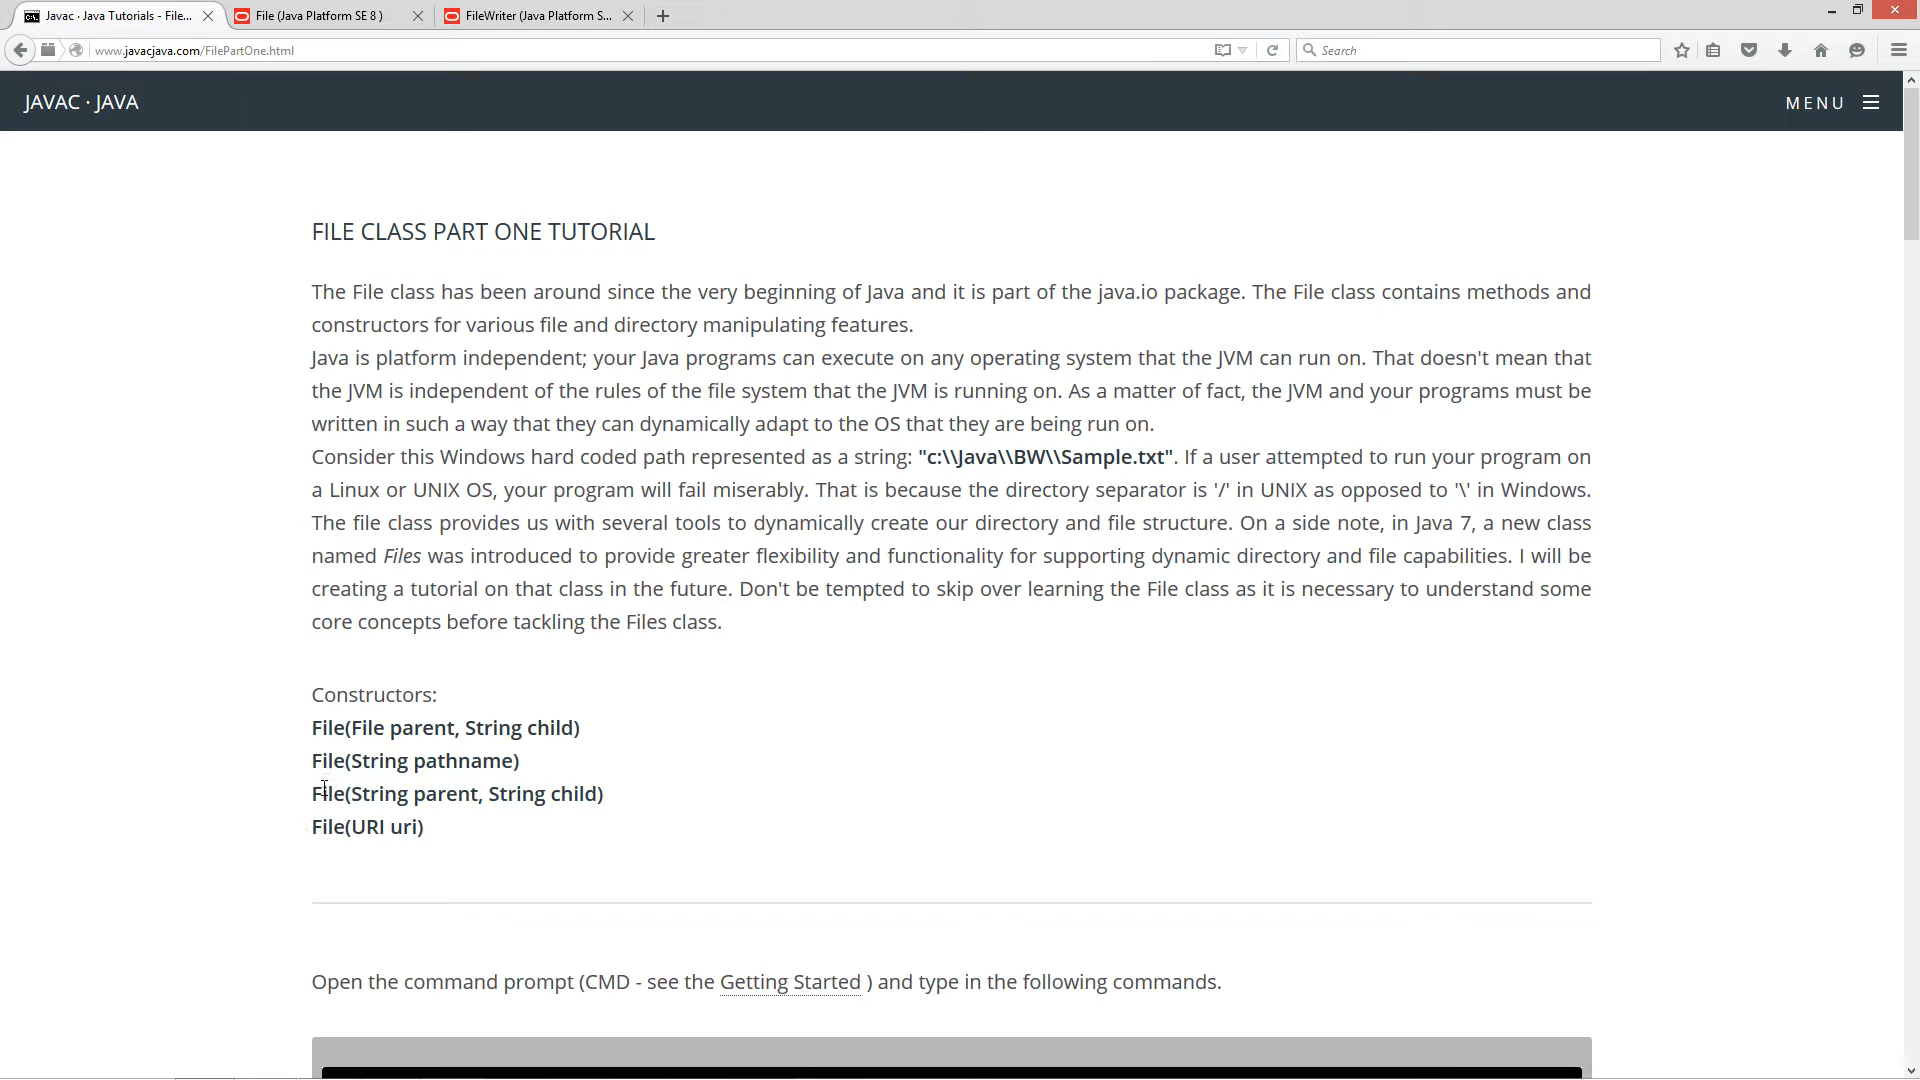 Javac · Java Tutorials - File...
File (Java Platform SE 8 )
FileWriter (Java Platform S...
www.javacjava.com/FilePartOne.html
Search
JAVAC · JAVA
MENU
FILE CLASS PART ONE TUTORIAL
The File class has been around since the very beginning of Java and it is part of the java.io package. The File class contains methods and
constructors for various file and directory manipulating features.
Java is platform independent; your Java programs can execute on any operating system that the JVM can run on. That doesn't mean that
the JVM is independent of the rules of the file system that the JVM is running on. As a matter of fact, the JVM and your programs must be
written in such a way that they can dynamically adapt to the OS that they are being run on.
Consider this Windows hard coded path represented as a string: "c:\\Java\\BW\\Sample.txt". If a user attempted to run your program on
a Linux or UNIX OS, your program will fail miserably. That is because the directory separator is '/' in UNIX as opposed to '\' in Windows.
The file class provides us with several tools to dynamically create our directory and file structure. On a side note, in Java 7, a new class
named Files was introduced to provide greater flexibility and functionality for supporting dynamic directory and file capabilities. I will be
creating a tutorial on that class in the future. Don't be tempted to skip over learning the File class as it is necessary to understand some
core concepts before tackling the Files class.
Constructors:
File(File parent, String child)
File(String pathname)
File(String parent, String child)
File(URI uri)
Open the command prompt (CMD - see the Getting Started ) and type in the following commands.